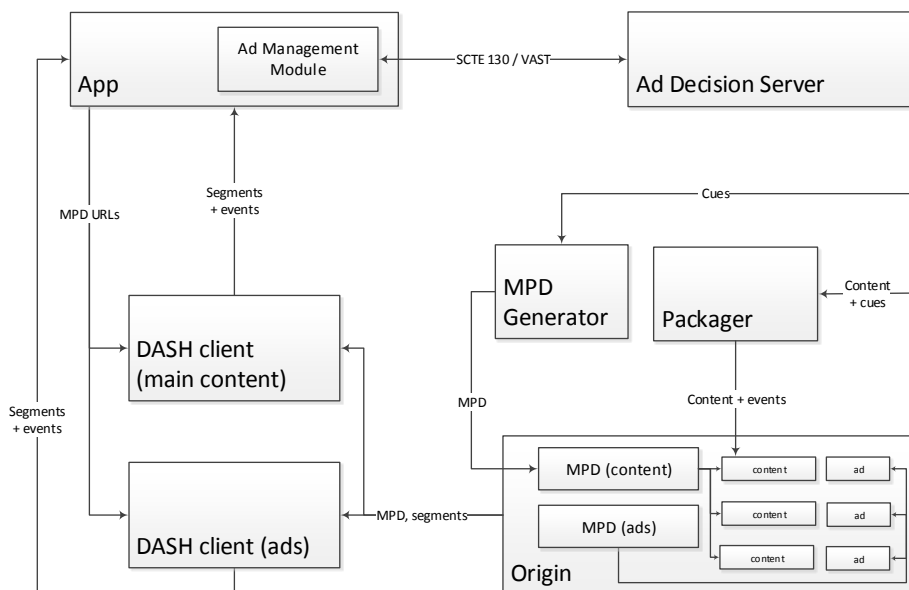 Ad Management
Module
App
SCTE 130 / VAST
Ad Decision Server
Segments
+ events
MPD URLs
Cues
MPD
Generator
Packager
Content
+ cues
DASH client
(main content)
Segments
+ events
MPD
Content + events
MPD (content)
content
ad
MPD (ads)
content
ad
content
ad
DASH client (ads)
MPD, segments
Origin